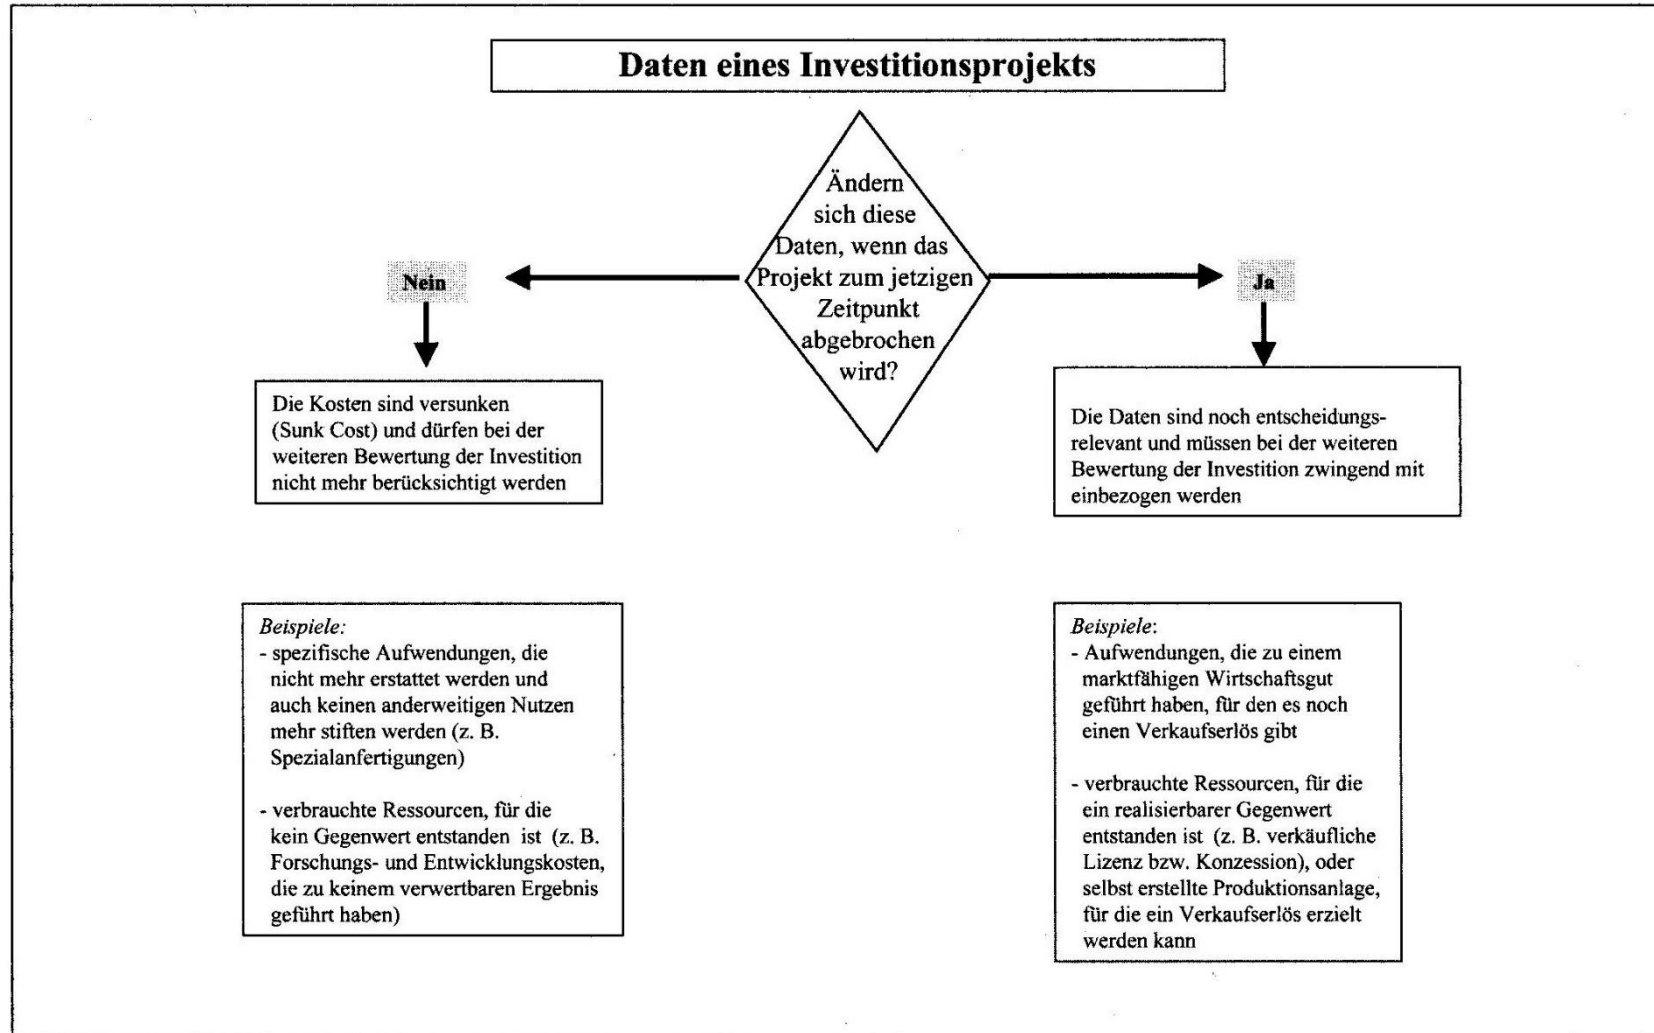 Daten eines Investitionsprojekts
Ändern
sich diese
Daten, wenn das
Projekt zum jetzigen
Zeitpunkt
abgebrochen
wird?
Nein
Ja
Die Kosten sind versunken
(Sunk Cost) und dürfen bei der
weiteren Bewertung der Investition
nicht mehr berücksichtigt werden
Die Daten sind noch entscheidungs-
relevant und müssen bei der weiteren
Bewertung der Investition zwingend mit
einbezogen werden
Beispiele:
- spezifische Aufwendungen, die
nicht mehr erstattet werden und
auch keinen anderweitigen Nutzen
mehr stiften werden (z. B.
Spezialanfertigungen)
- verbrauchte Ressourcen, für die
kein Gegenwert entstanden ist (z. B.
Forschungs- und Entwicklungskosten,
die zu keinem verwertbaren Ergebnis
geführt haben)
Beispiele:
- Aufwendungen, die zu einem
marktfähigen Wirtschaftsgut
geführt haben, für den es noch
einen Verkaufserlös gibt
- verbrauchte Ressourcen, für die
ein realisierbarer Gegenwert
entstanden ist (z. B. verkäufliche
Lizenz bzw. Konzession), oder
selbst erstellte Produktionsanlage,
für die ein Verkaufserlös erzielt
werden kann